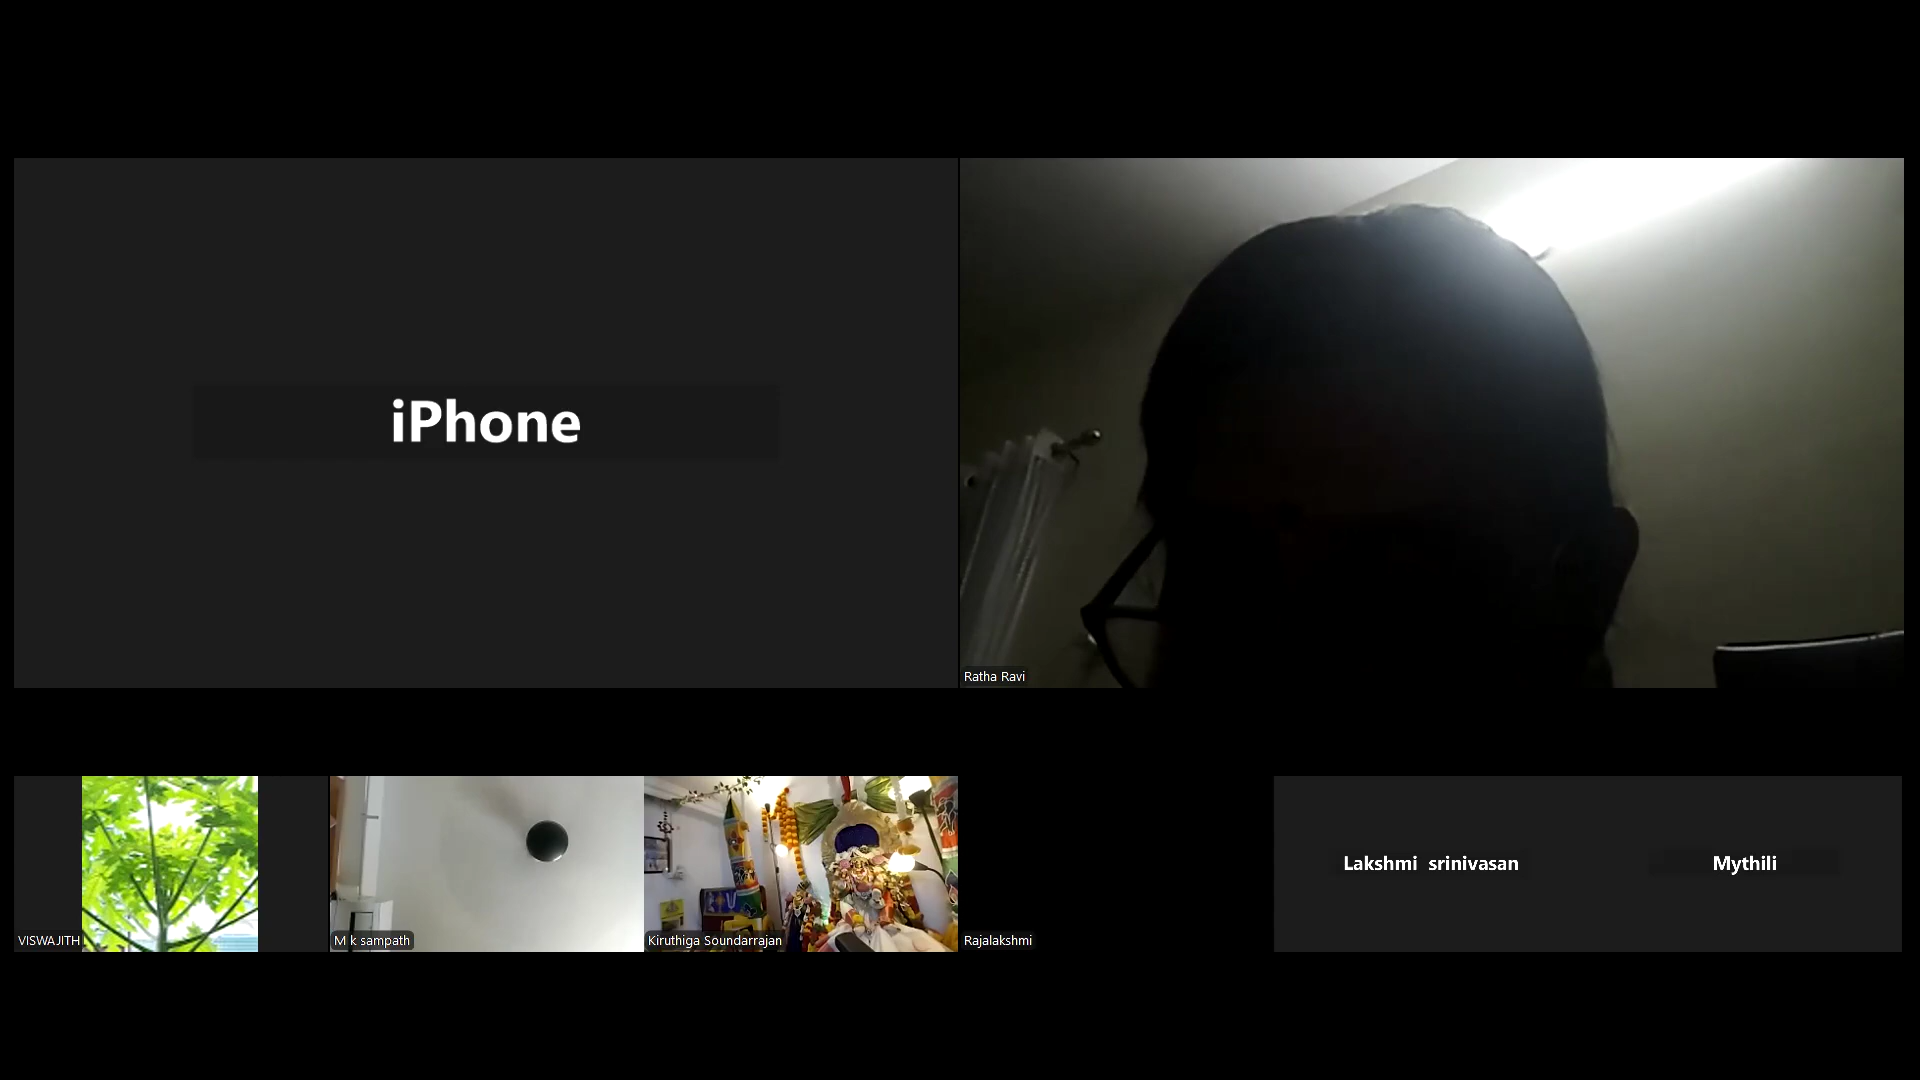 iPhone
Ratha Ravi
VISWAJITH
M k sampath
Kiruthiga Soundarrajan
Rajalakshmi
Lakshmi srinivasan
Mythili